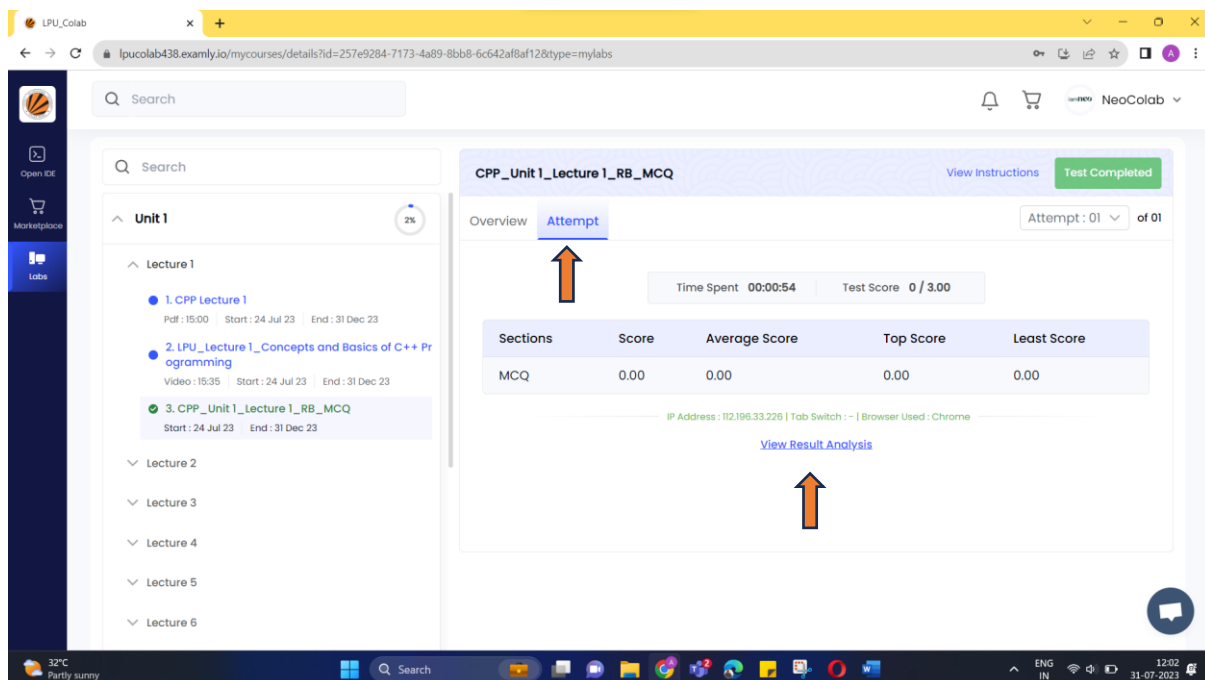 LPU_Colab
lpucolab438.examly.io/mycourses/details?id=257e9284-7173-4a89-8bb8-6c642af8af12&type=mylabs
A
Search
NeoColab
Open IDE
Marketplace
Labs
Search
Unit 1
2%
Lecture 1
1. CPP Lecture 1
Pdf : 15:00 Start : 24 Jul 23 End : 31 Dec 23
2. LPU_Lecture 1_Concepts and Basics of C++ Pr
ogramming
Video : 15:35 Start : 24 Jul 23 End : 31 Dec 23
3. CPP_Unit 1_Lecture 1_RB_MCQ
Start : 24 Jul 23 End : 31 Dec 23
Lecture 2
Lecture 3
Lecture 4
Lecture 5
Lecture 6
CPP_Unit 1_Lecture 1_RB_MCQ
View Instructions
Test Completed
Overview Attempt
Attempt : 01 of 01
Time Spent 00:00:54 Test Score 0 / 3.00
Sections Score Average Score Top Score Least Score
MCQ 0.00 0.00 0.00 0.00
IP Address : 112.196.33.226 | Tab Switch : - | Browser Used : Chrome
View Result Analysis
32°C
Partly sunny
Search
ENG
IN
12:02
31-07-2023